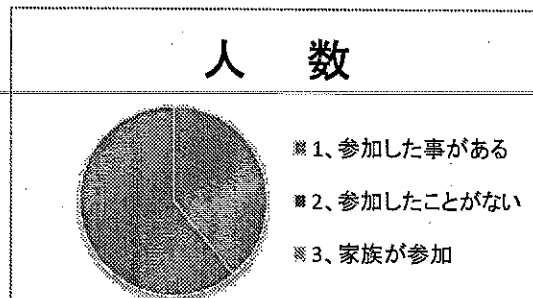 人　数
1、参加した事がある
2、参加したことがない
3、家族が参加